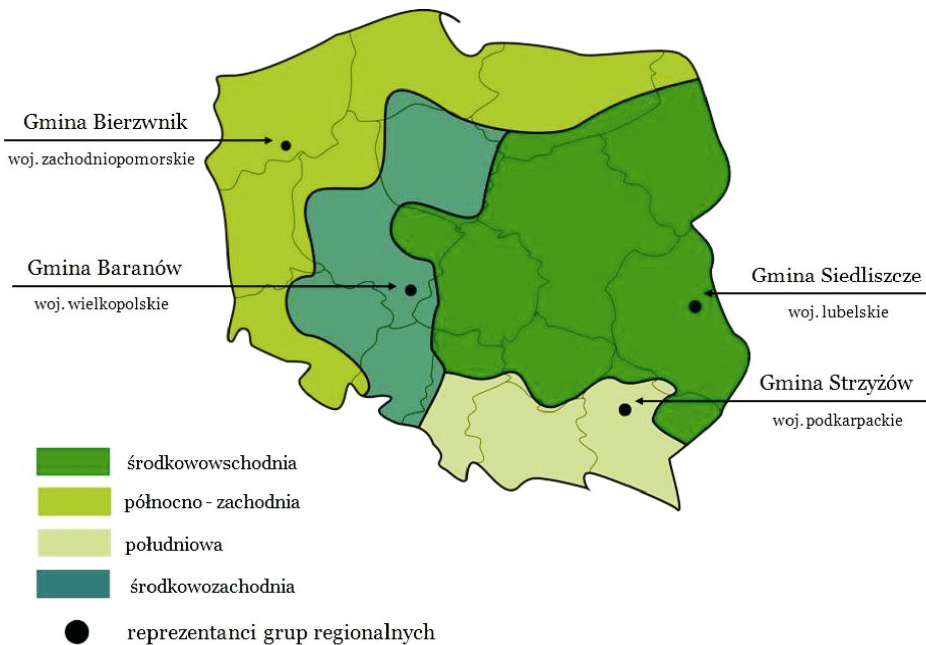 Gmina Bierzwnik
woj. zachodniopomorskie
Gmina Baranów
woj. wielkopolskie
Gmina Siedliszcze
woj. lubelskie
Gmina Strzyżów
woj. podkarpackie
środkowowschodnia
północno - zachodnia
południowa
środkowozachodnia
reprezentanci grup regionalnych